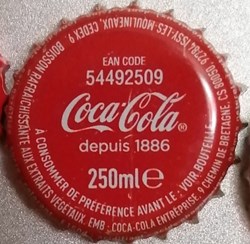 EAN CODE
54492509
Coca-Cola®
depuis 1886
250ml e
À CONSOMMER DE PRÉFÉRENCE AVANT LE : VOIR BOUTEILLE
BOISSON RAFRAÎCHISSANTE AUX EXTRAITS VÉGÉTAUX. EMB : COCA-COLA ENTREPRISE, 9 CHEMIN DE BRETAGNE CS 80050, 92784 ISSY-LES-MOULINEAUX, CEDEX 9